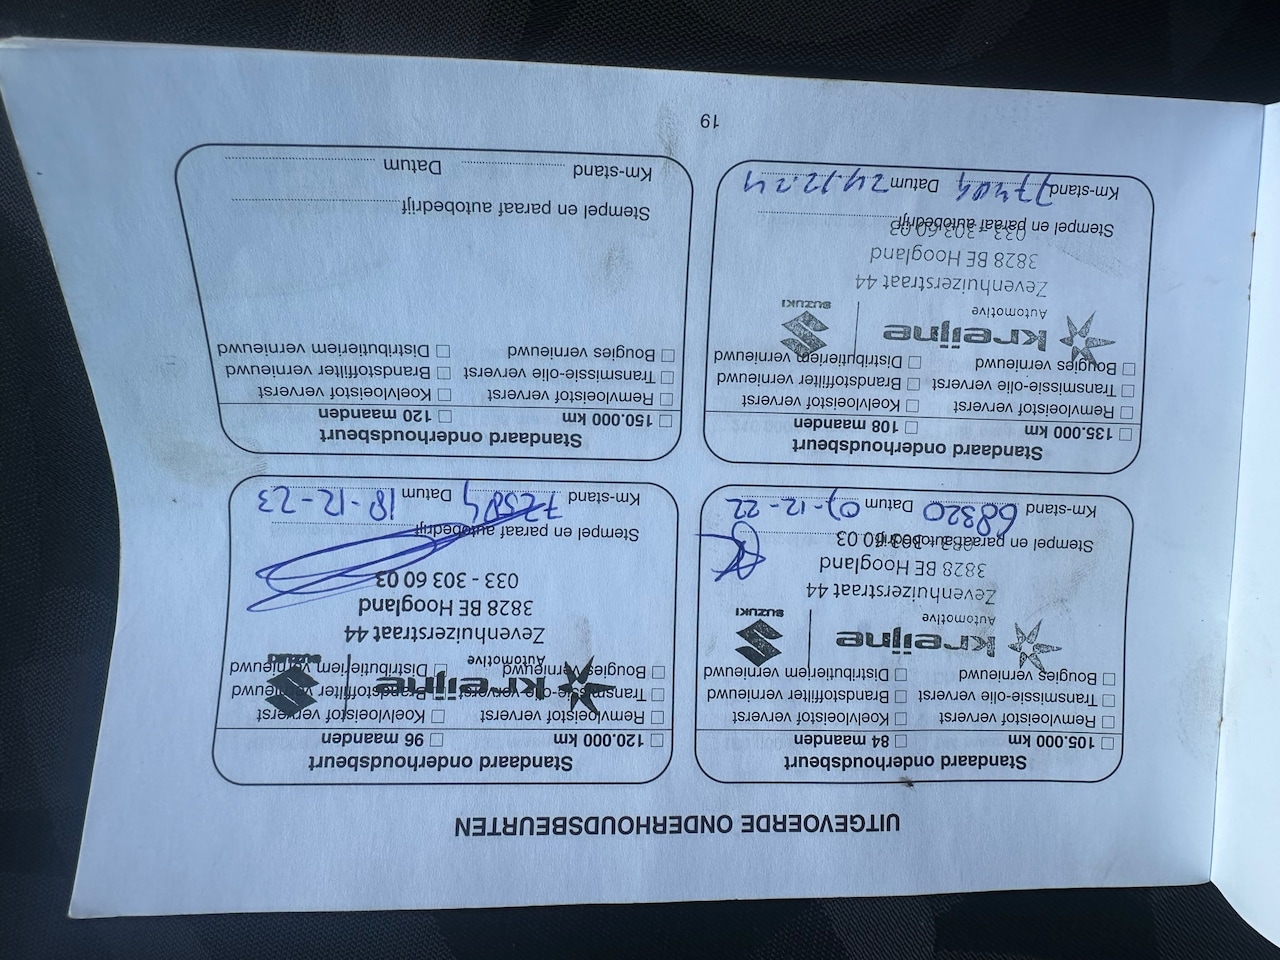 UITGEVOERDE ONDERHOUDSBEURTEN
Standaard onderhoudsbeurt
105.000 km 84 maanden
Remvloeistof ververst Koelvloeistof ververst
Transmissie-olie ververst Brandstoffilter vernieuwd
Bougies vernieuwd Distributieriem vernieuwd
kreijne
Automotive
SUZUKI
Zevenhuizerstraat 44
3828 BE Hoogland
033 - 303 60 03
Stempel en paraaf autobedrijf
Km-stand 68320 Datum 07-12-22
Standaard onderhoudsbeurt
120.000 km 96 maanden
Remvloeistof ververst Koelvloeistof ververst
Transmissie-olie ververst Brandstoffilter vernieuwd
Bougies vernieuwd Distributieriem vernieuwd
kreijne
Automotive
SUZUKI
Zevenhuizerstraat 44
3828 BE Hoogland
033 - 303 60 03
Stempel en paraaf autobedrijf
Km-stand Datum 18-12-23
Standaard onderhoudsbeurt
135.000 km 108 maanden
Remvloeistof ververst Koelvloeistof ververst
Transmissie-olie ververst Brandstoffilter vernieuwd
Bougies vernieuwd Distributieriem vernieuwd
kreijne
Automotive
SUZUKI
Zevenhuizerstraat 44
3828 BE Hoogland
033 - 303 60 03
Stempel en paraaf autobedrijf
Km-stand 77404 Datum 24.12.24
Standaard onderhoudsbeurt
150.000 km 120 maanden
Remvloeistof ververst Koelvloeistof ververst
Transmissie-olie ververst Brandstoffilter vernieuwd
Bougies vernieuwd Distributieriem vernieuwd
Stempel en paraaf autobedrijf
Km-stand Datum
19